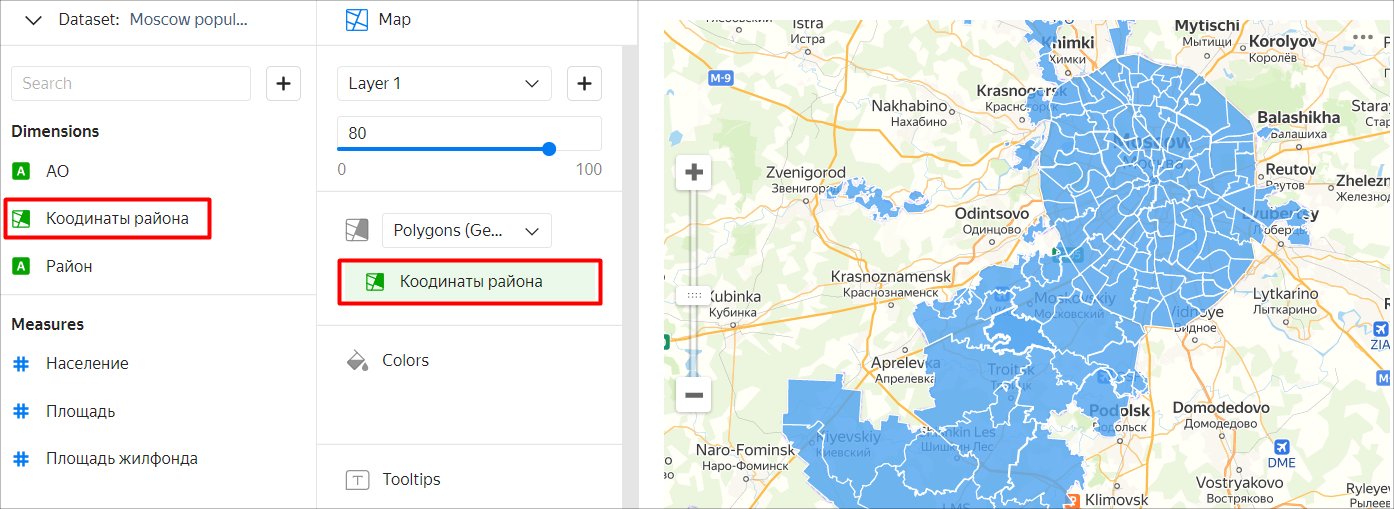 Dataset: Moscow popul...
Map
Search
+
Layer 1
+
80
0
100
Dimensions
A АО
Коодинаты района
A Район
Polygons (Ge...
Коодинаты района
Measures
# Население
# Площадь
# Площадь жилфонда
Colors
T Tooltips
Istra
Истра
Mytischi
Мытищи
Khimki
Химки
Korolyov
Королёв
M-9
Krasnogorsk
Красногорск
Nakhabino
Нахабино
Balashikha
Балашиха
Moscow
Москва
Zvenigorod
Звенигород
Reutov
Реутов
Odintsovo
Одинцово
Lyubertsy
Люберцы
Krasnoznamensk
Краснознаменск
Kubinka
Кубинка
Moskovskiy
Московский
Lytkarino
Лыткарино
Vidnoye
Видное
ZIA
Aprelevka
Апрелевка
Troitsk
Троицк
Podolsk
Подольск
Domodedovo
Домодедово
Kiyevskiy
Киевский
Shishkin Les
Шишкин Лес
Naro-Fominsk
Наро-Фоминск
DME
LMS
Klimovsk
Vostryakovo
Востряково